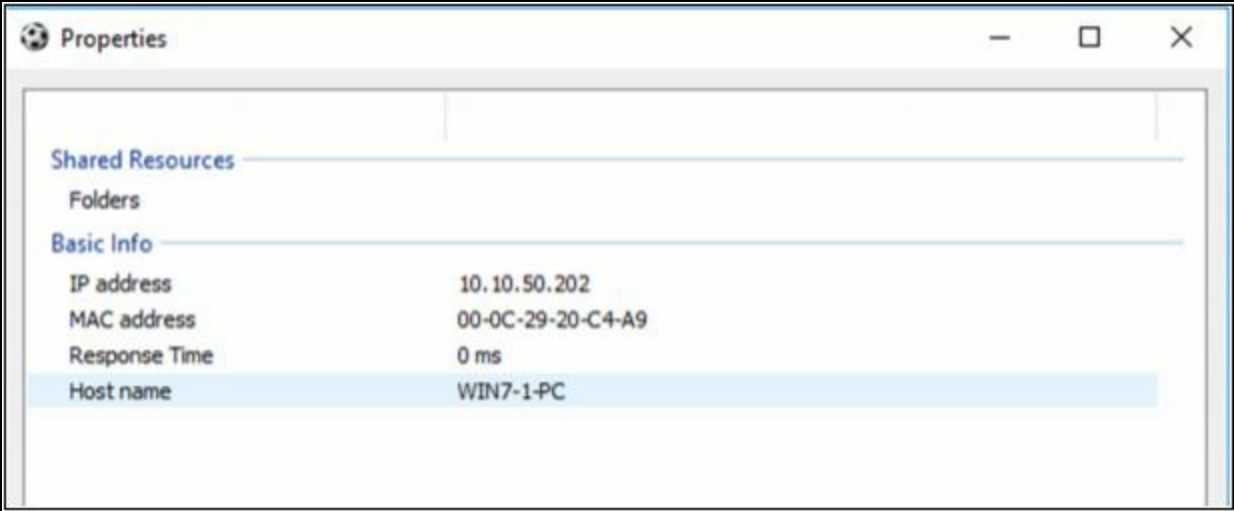 Properties
Shared Resources
Folders
Basic Info
IP address 10.10.50.202
MAC address 00-0C-29-20-C4-A9
Response Time 0 ms
Host name WIN7-1-PC